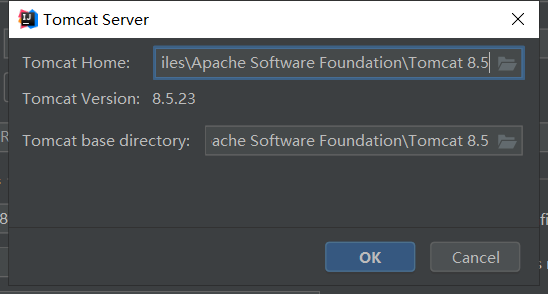 Tomcat Server
Tomcat Home: iles\Apache Software Foundation\Tomcat 8.5
Tomcat Version: 8.5.23
Tomcat base directory: ache Software Foundation\Tomcat 8.5
OK Cancel